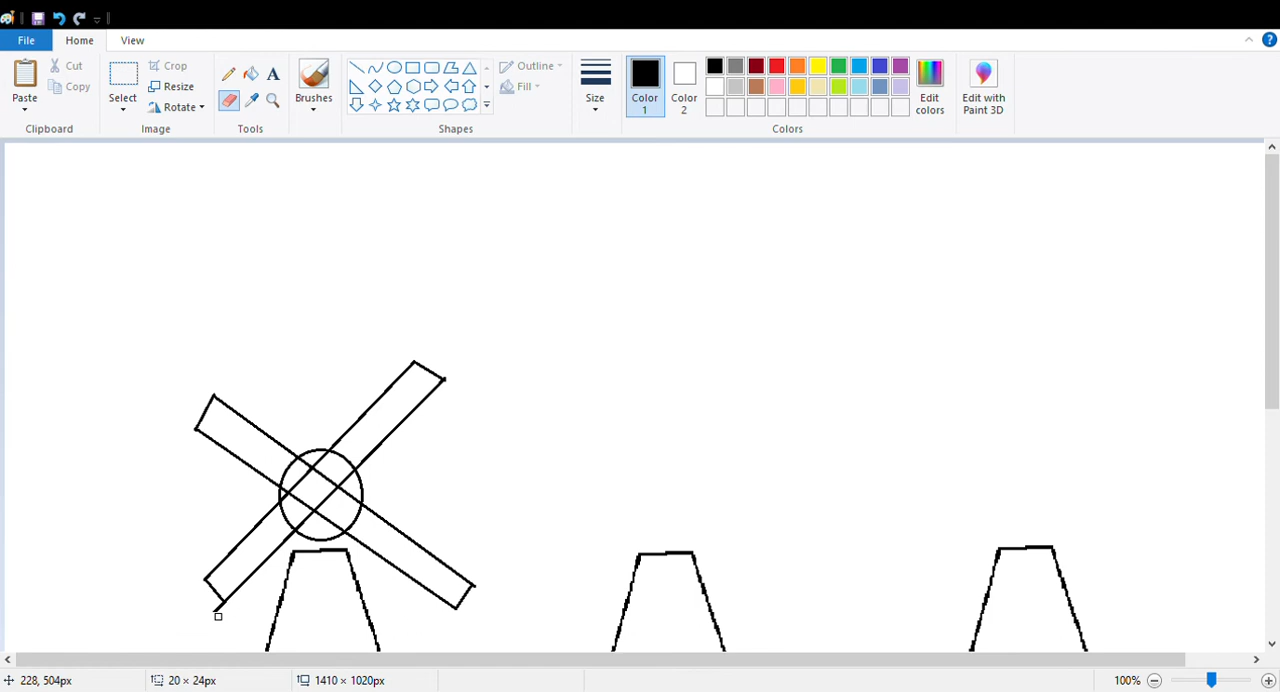 File Home View
Cut
Copy
Paste
Clipboard
Select
Crop
Resize
Rotate
Image
A
Tools
Brushes
Outline
Fill
Shapes
Size
Color 1
Color 2
Edit colors
Colors
Edit with Paint 3D
228, 504px 20 × 24px 1410 × 1020px 100%